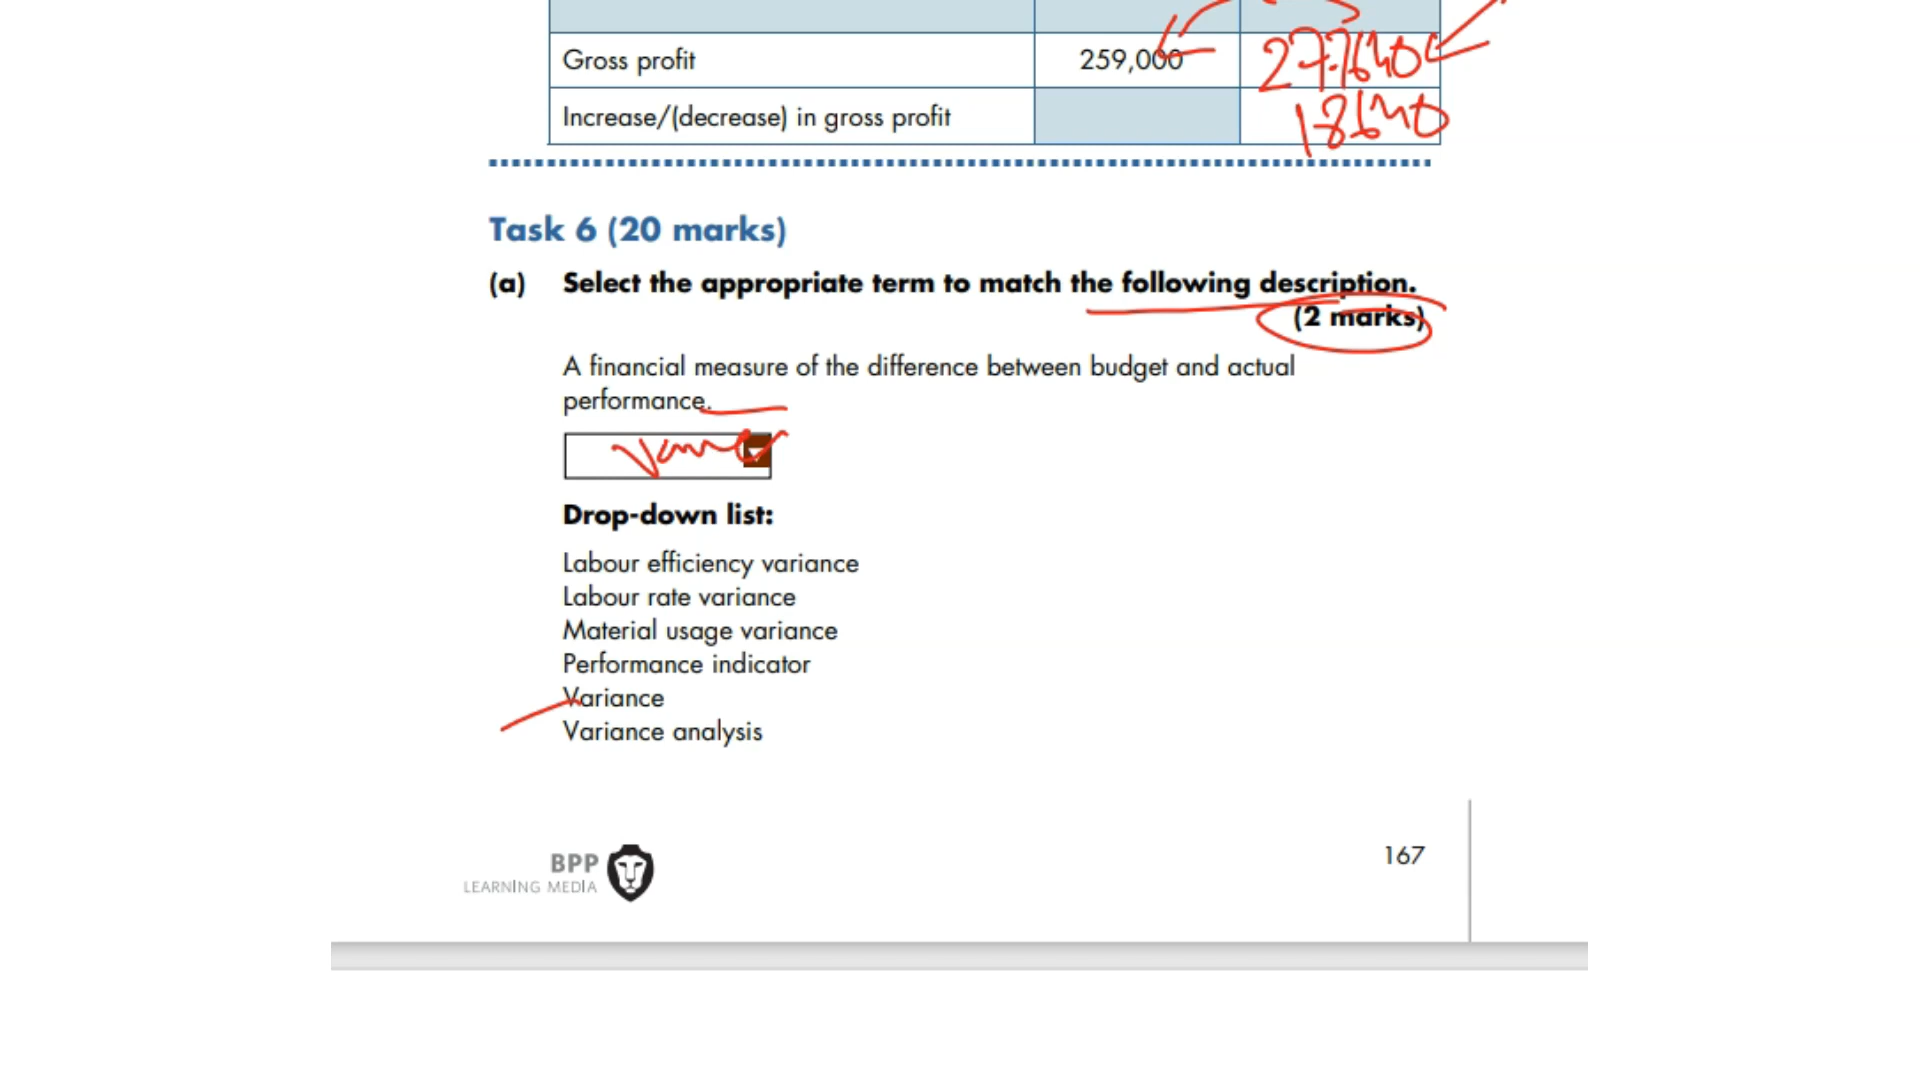 Gross profit 259,000 277640
Increase/(decrease) in gross profit 18640
Task 6 (20 marks)
(a) Select the appropriate term to match the following description.
(2 marks)
A financial measure of the difference between budget and actual
performance.
Drop-down list:
Labour efficiency variance
Labour rate variance
Material usage variance
Performance indicator
Variance
Variance analysis
BPP
LEARNING MEDIA
167